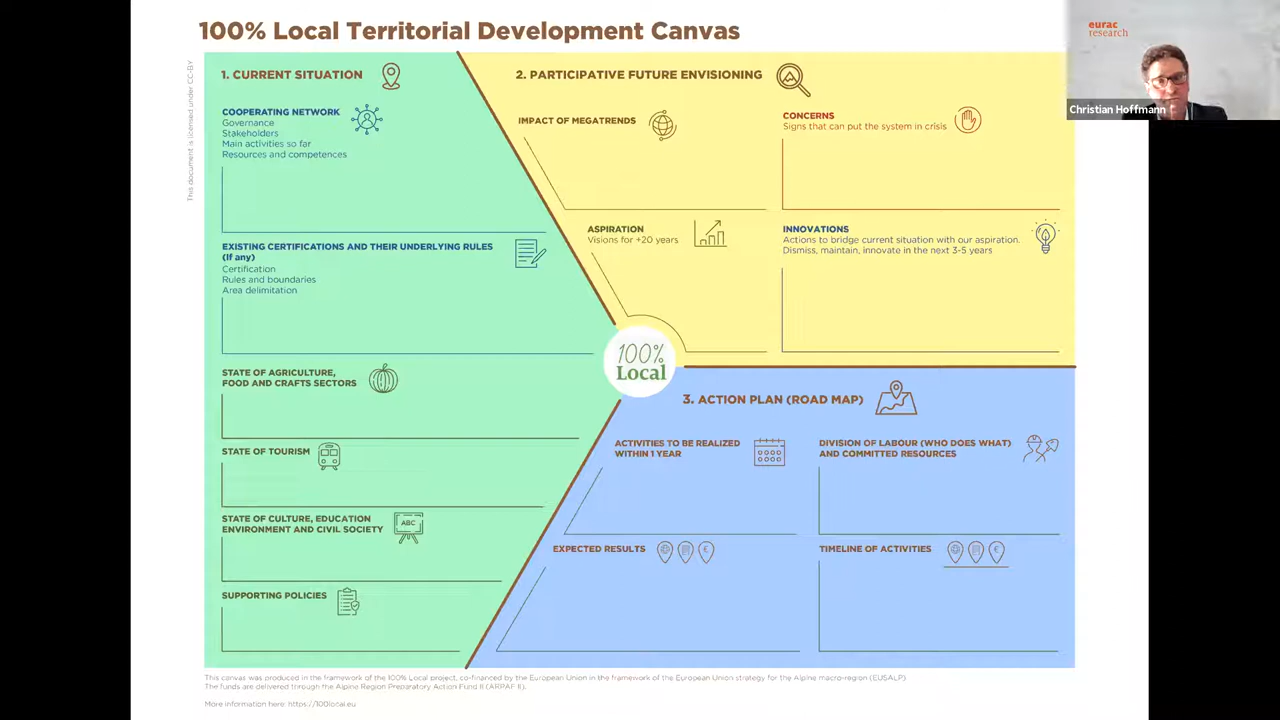 100% Local Territorial Development Canvas
eurac
research
Christian Hoffmann
This document is licensed under CC-BY
1. CURRENT SITUATION
COOPERATING NETWORK
Governance
Stakeholders
Main activities so far
Resources and competences
EXISTING CERTIFICATIONS AND THEIR UNDERLYING RULES
(If any)
Certification
Rules and boundaries
Area delimitation
STATE OF AGRICULTURE,
FOOD AND CRAFTS SECTORS
STATE OF TOURISM
STATE OF CULTURE, EDUCATION
ENVIRONMENT AND CIVIL SOCIETY
ABC
SUPPORTING POLICIES
2. PARTICIPATIVE FUTURE ENVISIONING
IMPACT OF MEGATRENDS
CONCERNS
Signs that can put the system in crisis
ASPIRATION
Visions for +20 years
INNOVATIONS
Actions to bridge current situation with our aspiration.
Dismiss, maintain, innovate in the next 3-5 years
100%
Local
3. ACTION PLAN (ROAD MAP)
ACTIVITIES TO BE REALIZED
WITHIN 1 YEAR
DIVISION OF LABOUR (WHO DOES WHAT)
AND COMMITTED RESOURCES
EXPECTED RESULTS
€
TIMELINE OF ACTIVITIES
€
This canvas was produced in the framework of the 100% Local project, co-financed by the European Union in the framework of the European Union strategy for the Alpine macro-region (EUSALP).
The funds are delivered through the Alpine Region Preparatory Action Fund II (ARPAF II).
More information here: https://100local.eu